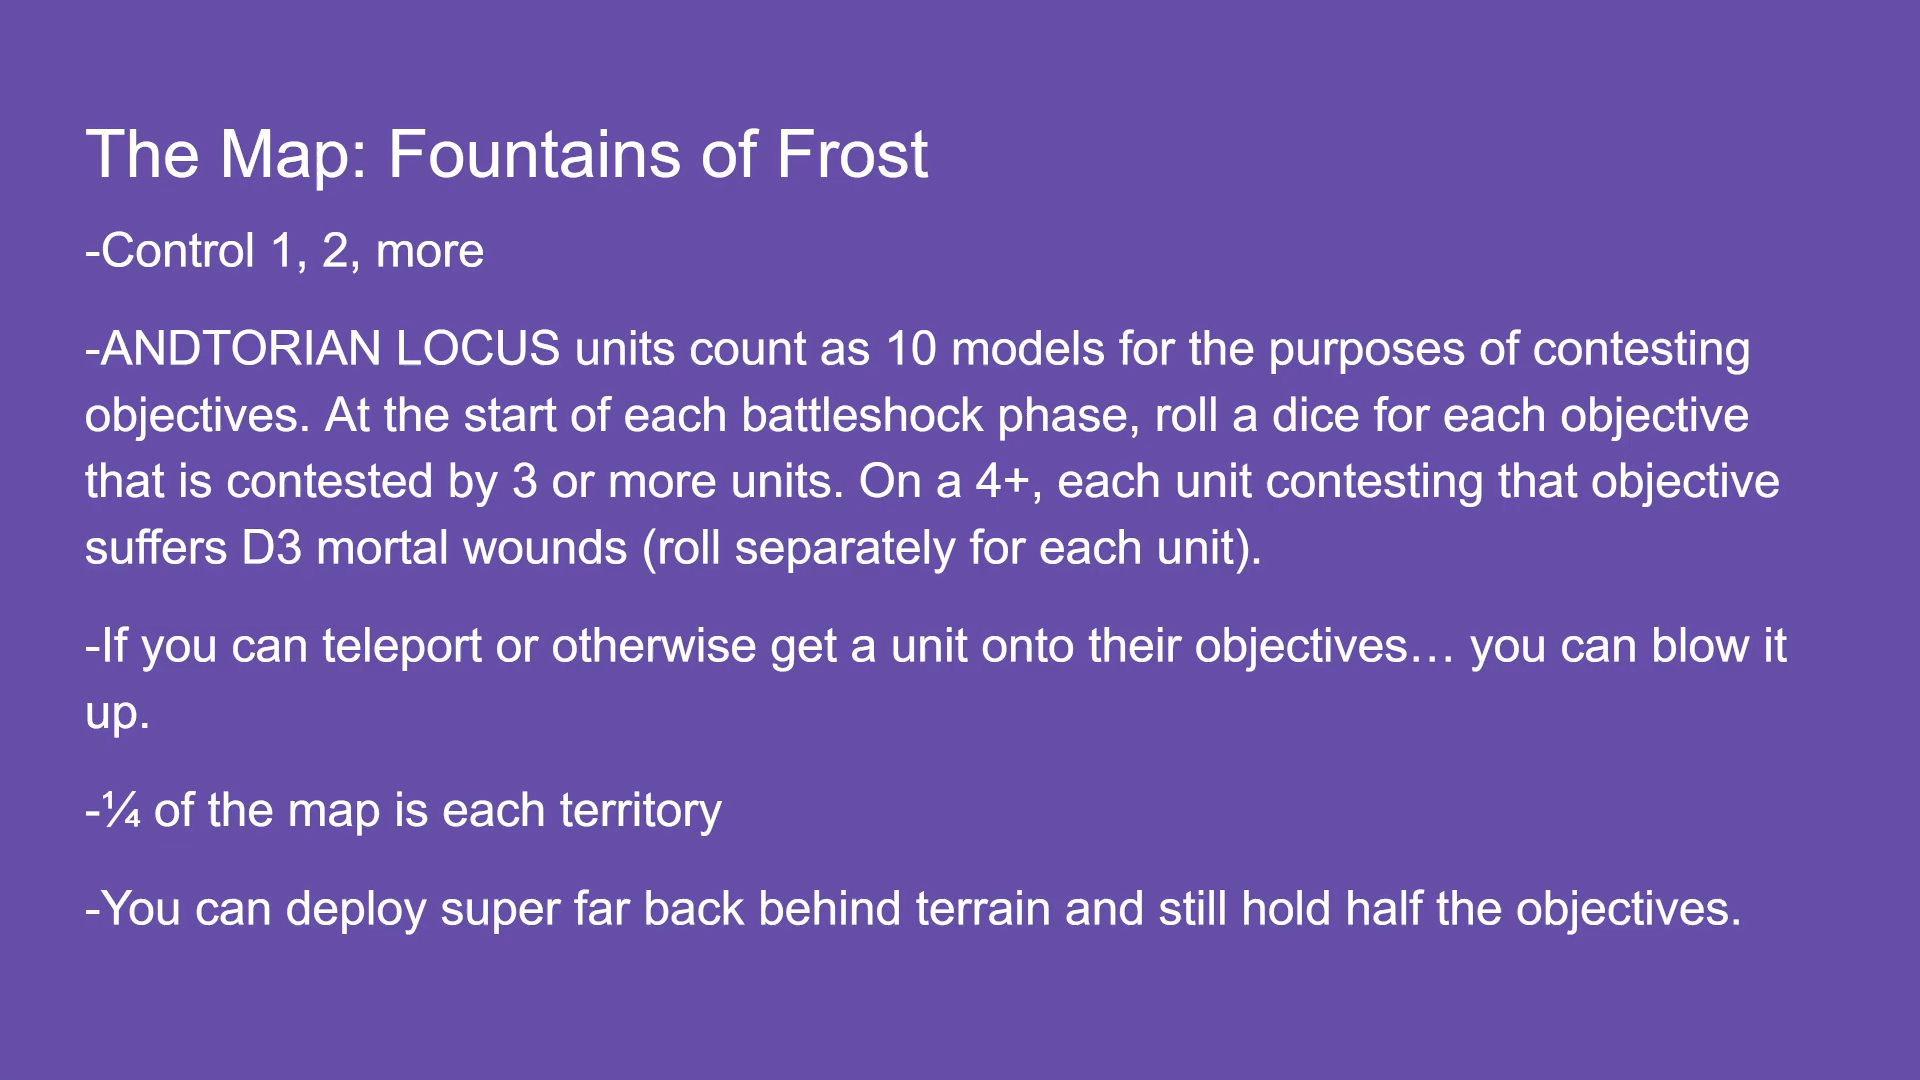 The Map: Fountains of Frost
-Control 1, 2, more
-ANDTORIAN LOCUS units count as 10 models for the purposes of contesting
objectives. At the start of each battleshock phase, roll a dice for each objective
that is contested by 3 or more units. On a 4+, each unit contesting that objective
suffers D3 mortal wounds (roll separately for each unit).
-If you can teleport or otherwise get a unit onto their objectives… you can blow it
up.
-¼ of the map is each territory
-You can deploy super far back behind terrain and still hold half the objectives.